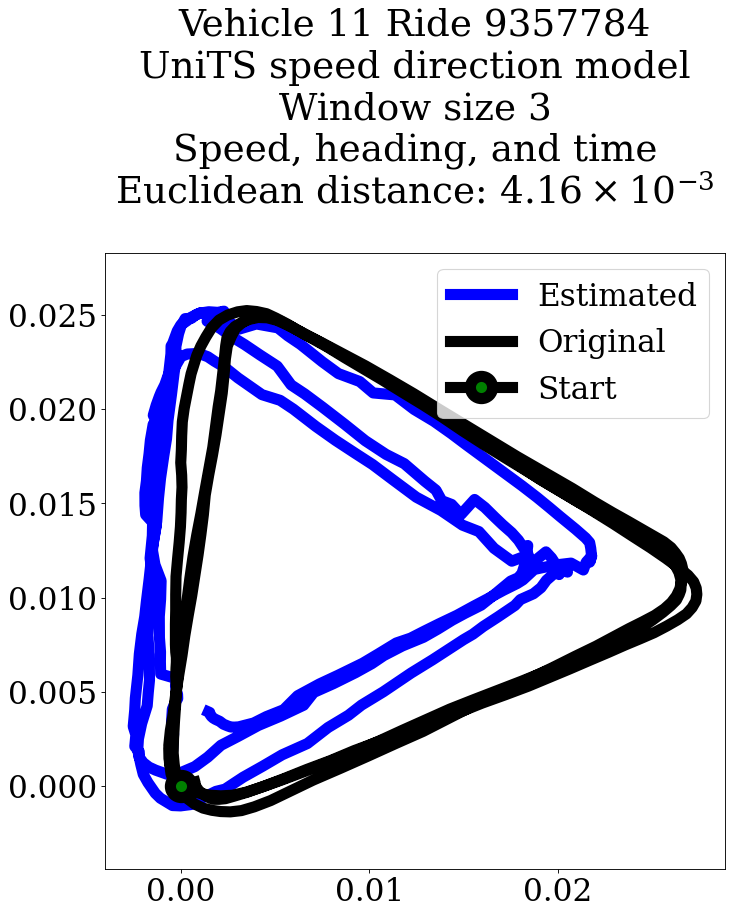 Vehicle 11 Ride 9357784
UniTS speed direction model
Window size 3
Speed, heading, and time
Euclidean distance: 4.16 × 10⁻³
Estimated
Original
Start
0.025
0.020
0.015
0.010
0.005
0.000
0.00 0.01 0.02